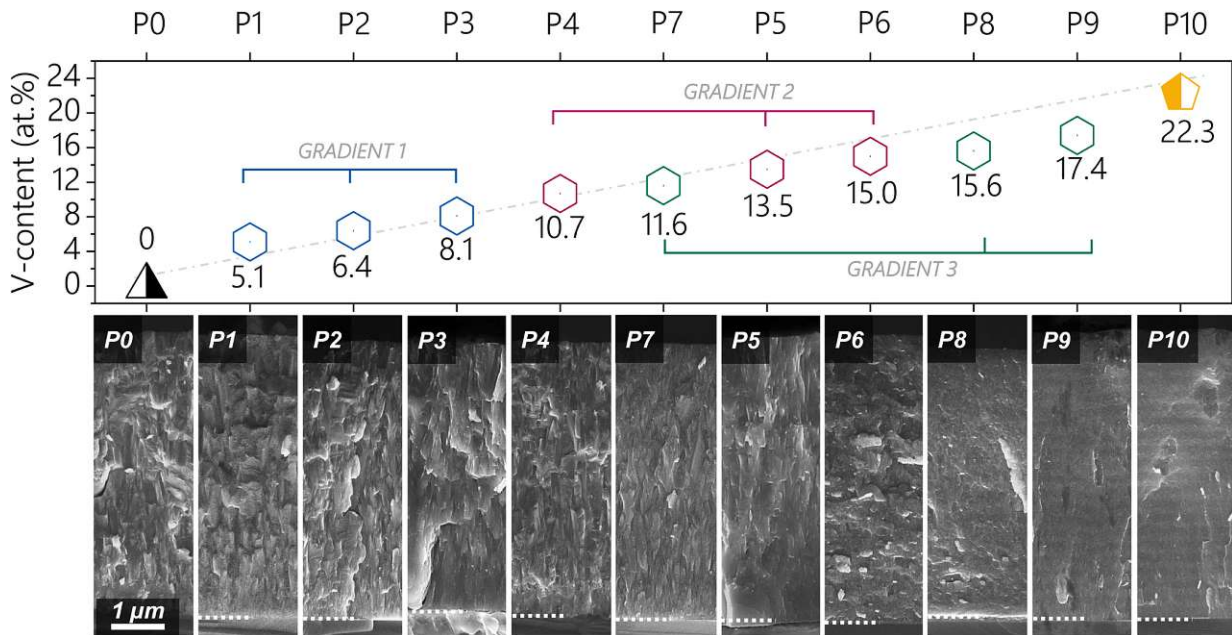 P0 P1 P2 P3 P4 P7 P5 P6 P8 P9 P10
V-content (at.%)
24
20
16
12
8
4
0
GRADIENT 1
GRADIENT 2
GRADIENT 3
0
5.1
6.4
8.1
10.7
11.6
13.5
15.0
15.6
17.4
22.3
P0 P1 P2 P3 P4 P7 P5 P6 P8 P9 P10
1 µm